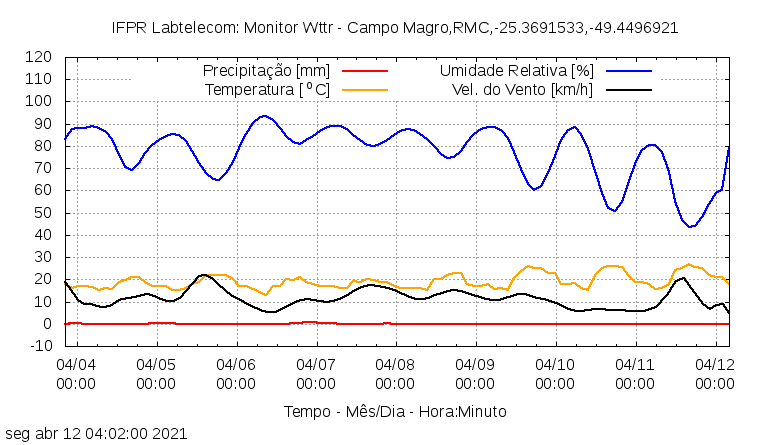 IFPR Labtelecom: Monitor Wttr - Campo Magro,RMC,-25.3691533,-49.4496921
120
110
100
90
80
70
60
50
40
30
20
10
0
-10
Precipitação [mm]
Temperatura [⁰C]
Umidade Relativa [%]
Vel. do Vento [km/h]
04/04 04/05 04/06 04/07 04/08 04/09 04/10 04/11 04/12
00:00 00:00 00:00 00:00 00:00 00:00 00:00 00:00 00:00
Tempo - Mês/Dia - Hora:Minuto
seg abr 12 04:02:00 2021